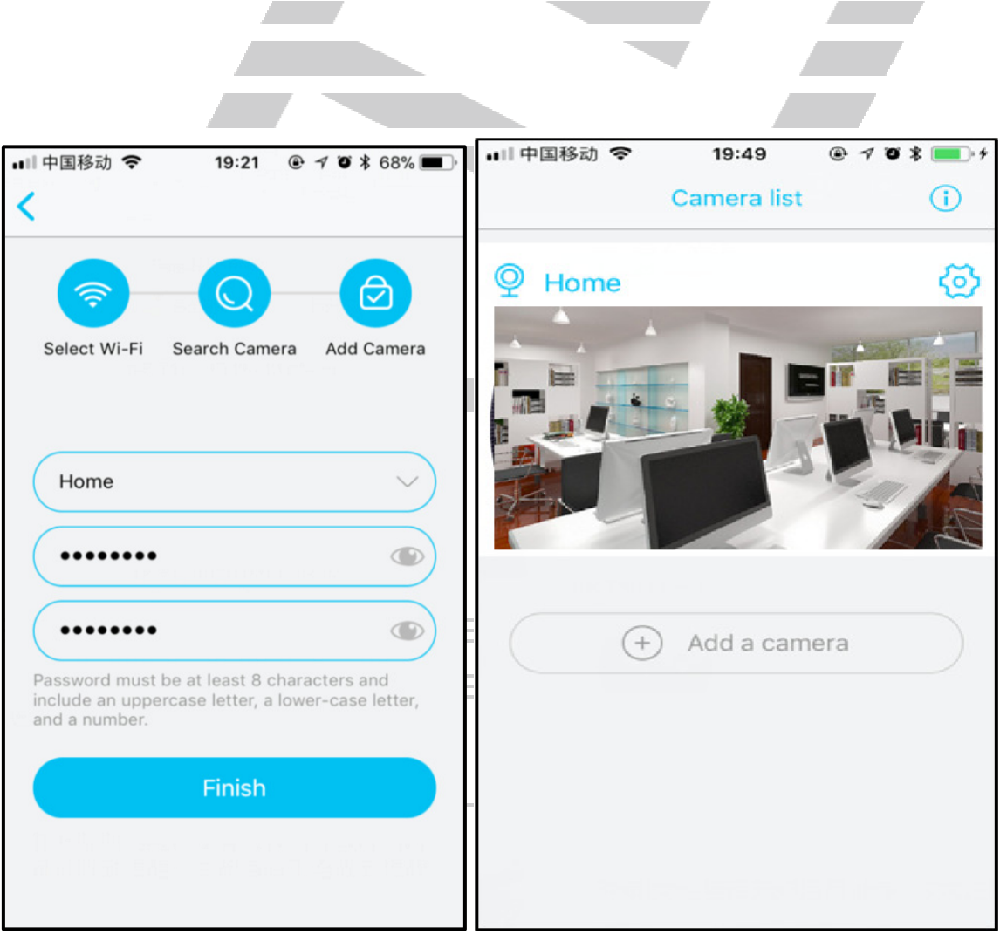 中国移动 19:21 68%
Select Wi-Fi Search Camera Add Camera
Home
••••••••
••••••••
Password must be at least 8 characters and
include an uppercase letter, a lower-case letter,
and a number.
Finish
中国移动 19:49
Camera list
Home
Add a camera